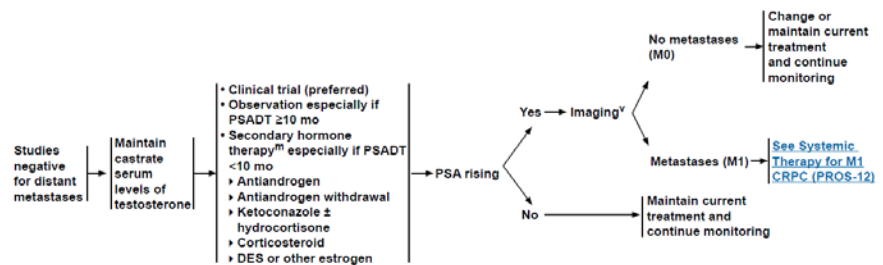 Studies
negative
for distant
metastases
Maintain
castrate
serum
levels of
testosterone
• Clinical trial (preferred)
• Observation especially if
PSADT ≥10 mo
• Secondary hormone
therapyᵐ especially if PSADT
<10 mo
▸ Antiandrogen
▸ Antiandrogen withdrawal
▸ Ketoconazole ±
hydrocortisone
▸ Corticosteroid
▸ DES or other estrogen
PSA rising
Yes
Imagingᵛ
No metastases
(M0)
Change or
maintain current
treatment
and continue
monitoring
Metastases (M1)
See Systemic
Therapy for M1
CRPC (PROS-12)
No
Maintain current
treatment and
continue monitoring